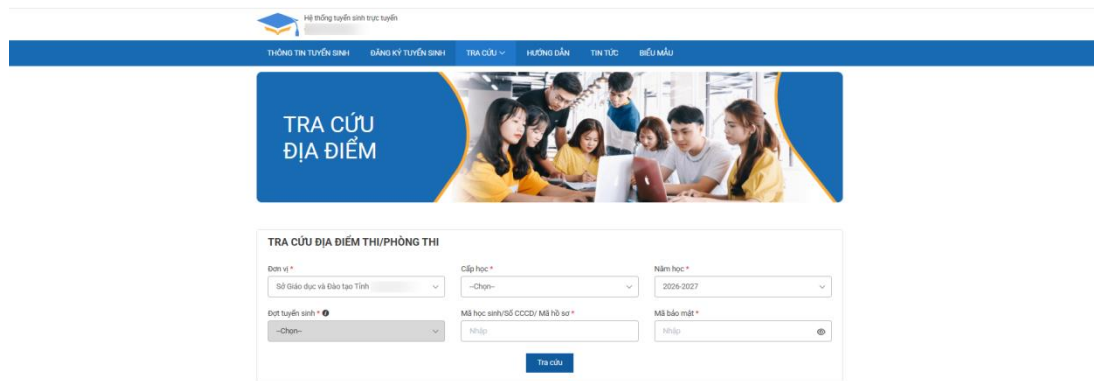 Hệ thống tuyển sinh trực tuyến
THÔNG TIN TUYỂN SINH ĐĂNG KÝ TUYỂN SINH TRA CỨU HƯỚNG DẪN TIN TỨC BIỂU MẪU
TRA CỨU
ĐỊA ĐIỂM
TRA CỨU ĐỊA ĐIỂM THI/PHÒNG THI
Đơn vị * Cấp học * Năm học *
Sở Giáo dục và Đào tạo Tỉnh --Chọn-- 2026-2027
Đợt tuyển sinh * Mã học sinh/Số CCCD/ Mã hồ sơ * Mã bảo mật *
--Chọn-- Nhập Nhập
Tra cứu